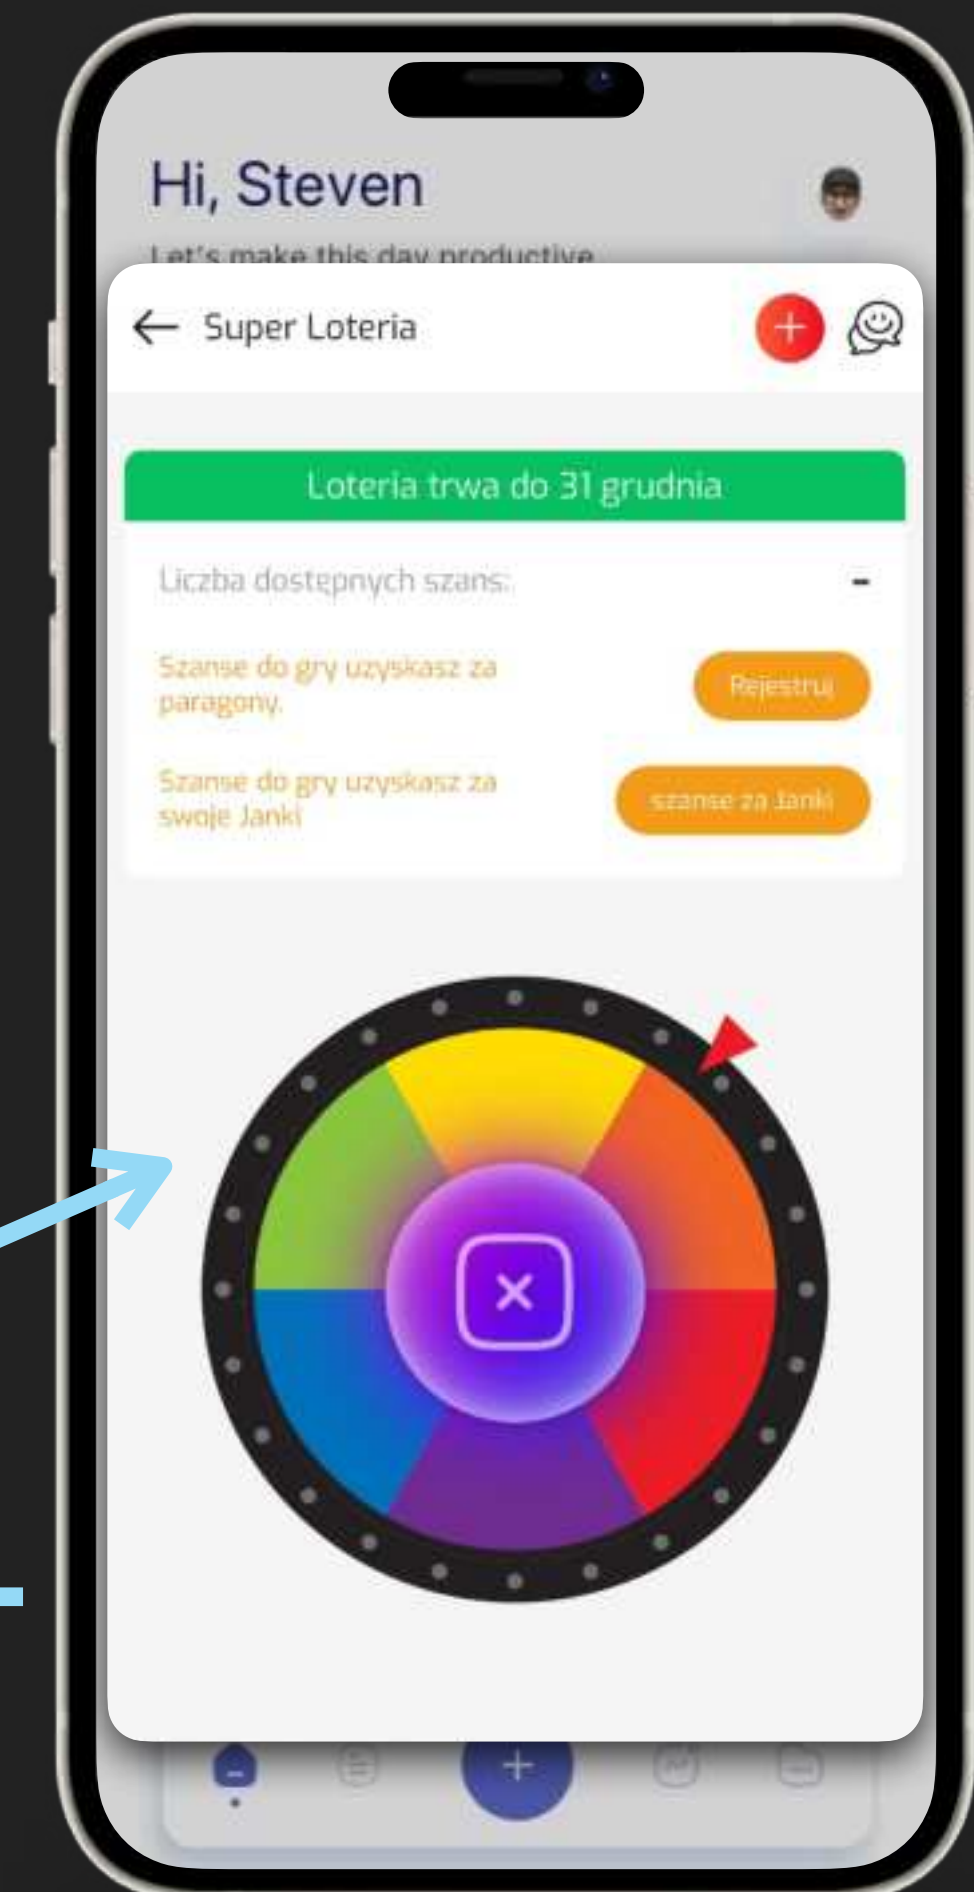 Hi, Steven
Let's make this day productive
Super Loteria
Loteria trwa do 31 grudnia
Liczba dostępnych szans:
Szanse do gry uzyskasz za
paragony.
Rejestruj
Szanse do gry uzyskasz za
swoje Janki
szanse za Janki